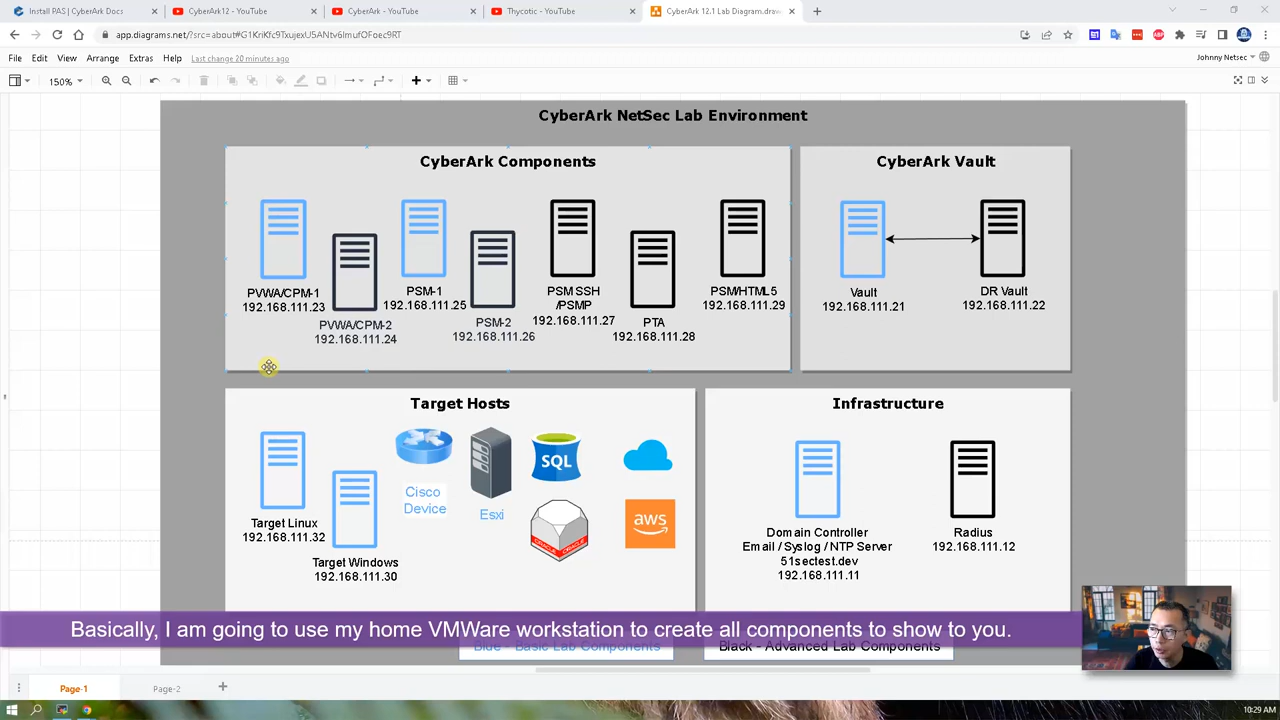 Install PAS | CyberArk Docs
CyberArk12 - YouTube
CyberArk - YouTube
Thycotic - YouTube
CyberArk 12.1 Lab Diagram.draw
app.diagrams.net/?src=about#G1KriKfc9TxujexU5ANtv6ImufOFoec9RT
File Edit View Arrange Extras Help Last change 20 minutes ago
Johnny Netsec
150%
CyberArk NetSec Lab Environment
CyberArk Components
CyberArk Vault
PVWA/CPM-1
192.168.111.23
PVWA/CPM-2
192.168.111.24
PSM-1
192.168.111.25
PSM-2
192.168.111.26
PSM SSH
/PSMP
192.168.111.27
PTA
192.168.111.28
PSM/HTML5
192.168.111.29
Vault
192.168.111.21
DR Vault
192.168.111.22
Target Hosts
Infrastructure
Target Linux
192.168.111.32
Target Windows
192.168.111.30
Cisco
Device
Esxi
SQL
ORACLE
aws
Domain Controller
Email / Syslog / NTP Server
51sectest.dev
192.168.111.11
Radius
192.168.111.12
Basically, I am going to use my home VMWare workstation to create all components to show to you.
Blue - Basic Lab Components
Black - Advanced Lab Components
Page-1
Page-2
10:29 AM